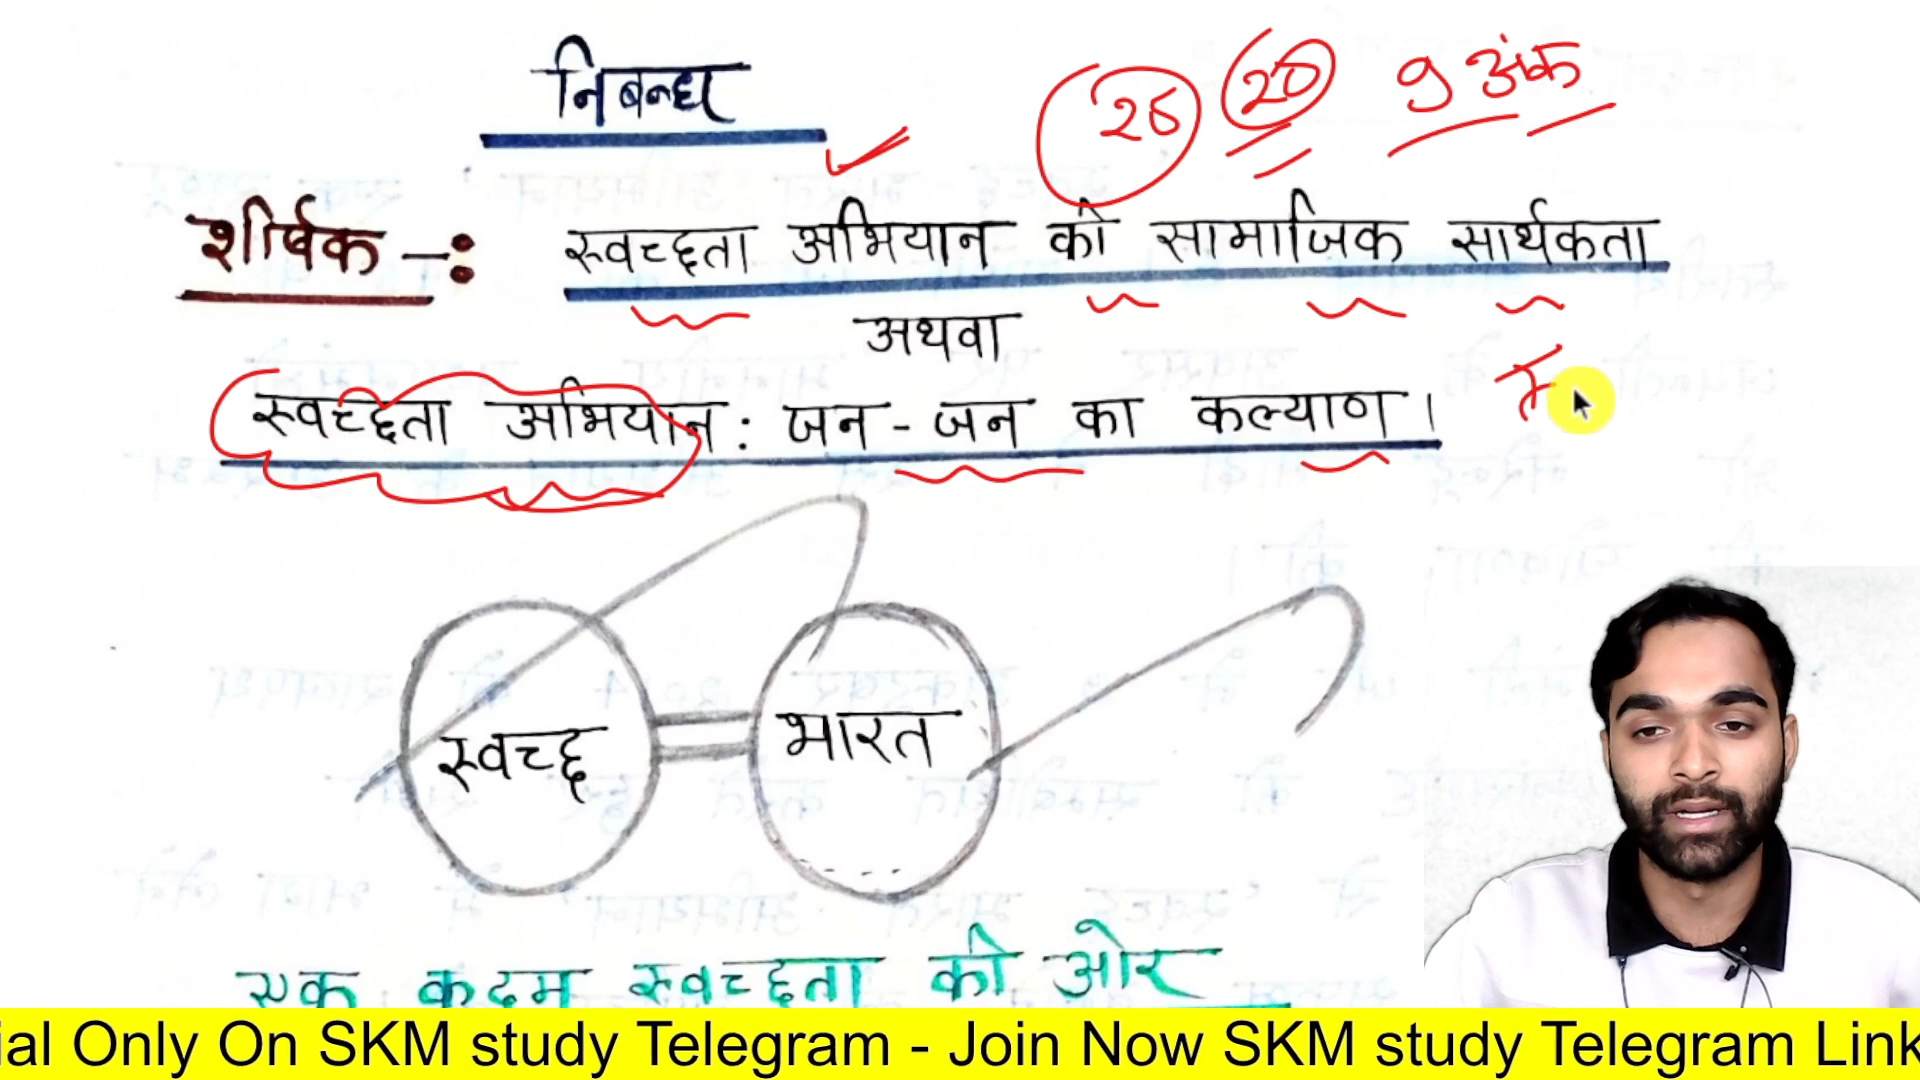 निबन्ध
25 20 9 अंक
शीर्षक -: स्वच्छता अभियान की सामाजिक सार्थकता
अथवा
स्वच्छता अभियान : जन - जन का कल्याण।
स्वच्छ भारत
एक कदम स्वच्छता की ओर
ial Only On SKM study Telegram - Join Now SKM study Telegram Link